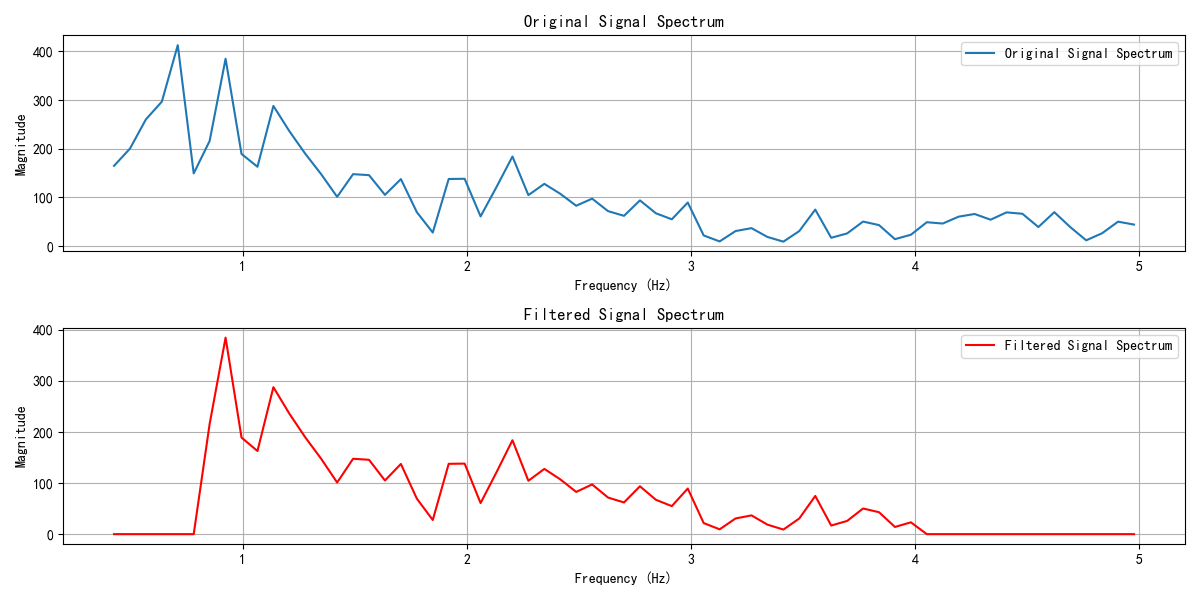 Original Signal Spectrum
Original Signal Spectrum
Magnitude
400
300
200
100
0
1 2 3 4 5
Frequency (Hz)
Filtered Signal Spectrum
Filtered Signal Spectrum
Magnitude
400
300
200
100
0
1 2 3 4 5
Frequency (Hz)